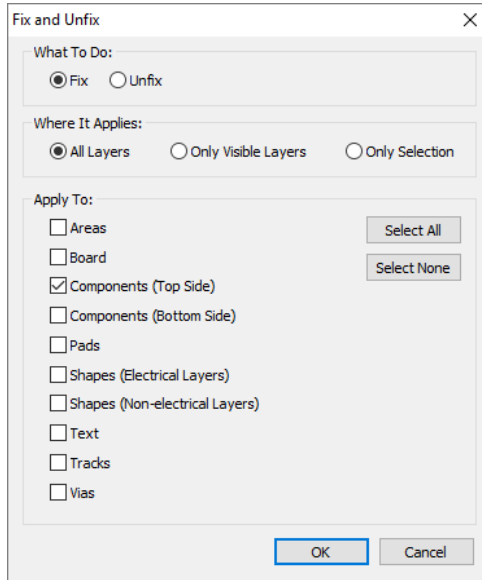 Fix and Unfix
What To Do:
Fix Unfix
Where It Applies:
All Layers Only Visible Layers Only Selection
Apply To:
Areas
Select All
Board
Select None
Components (Top Side)
Components (Bottom Side)
Pads
Shapes (Electrical Layers)
Shapes (Non-electrical Layers)
Text
Tracks
Vias
OK Cancel